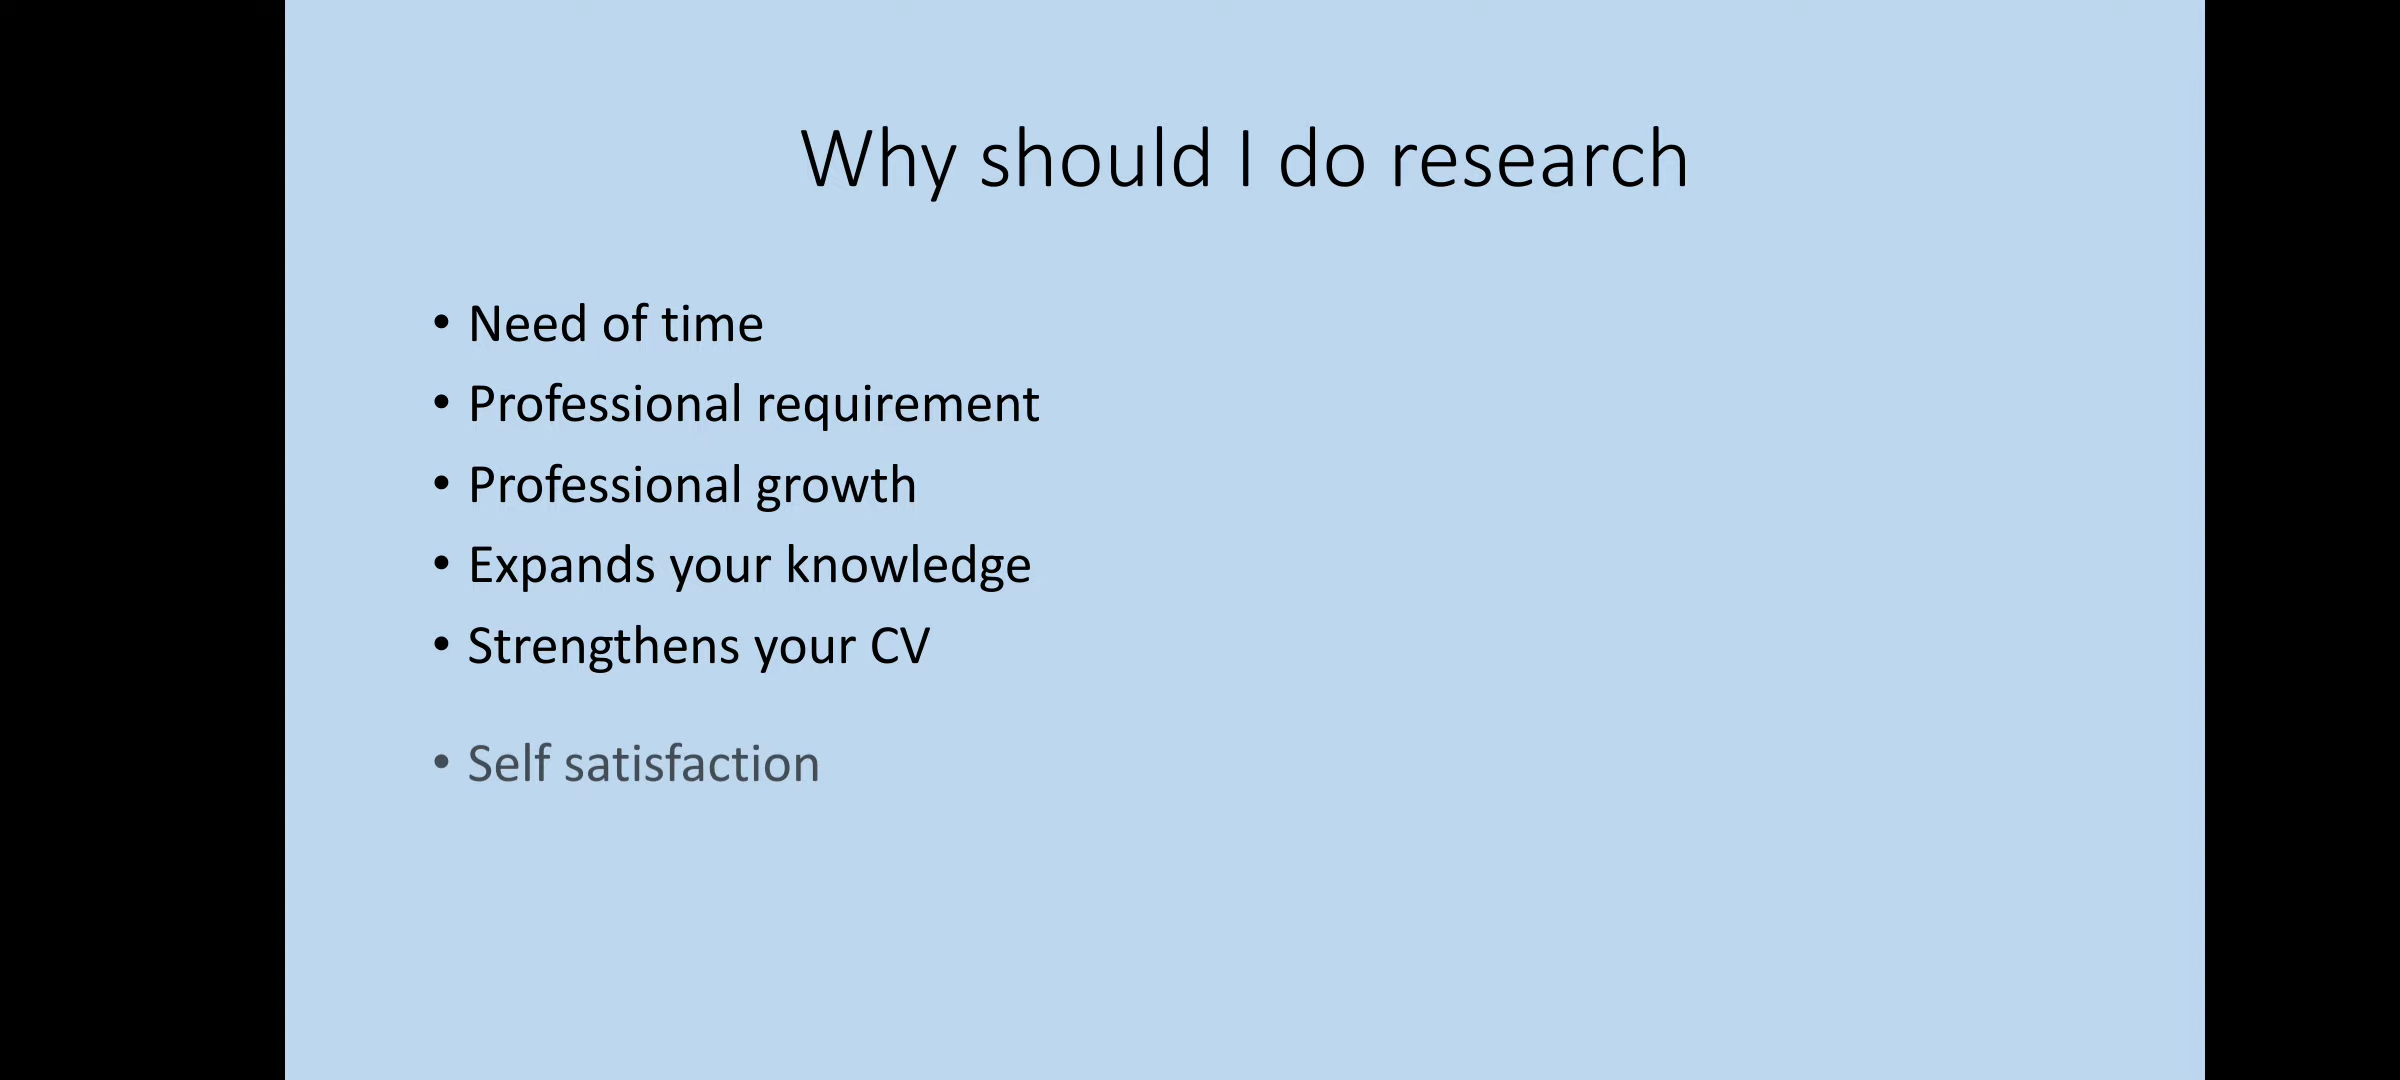 Why should I do research
• Need of time
• Professional requirement
• Professional growth
• Expands your knowledge
• Strengthens your CV
• Self satisfaction